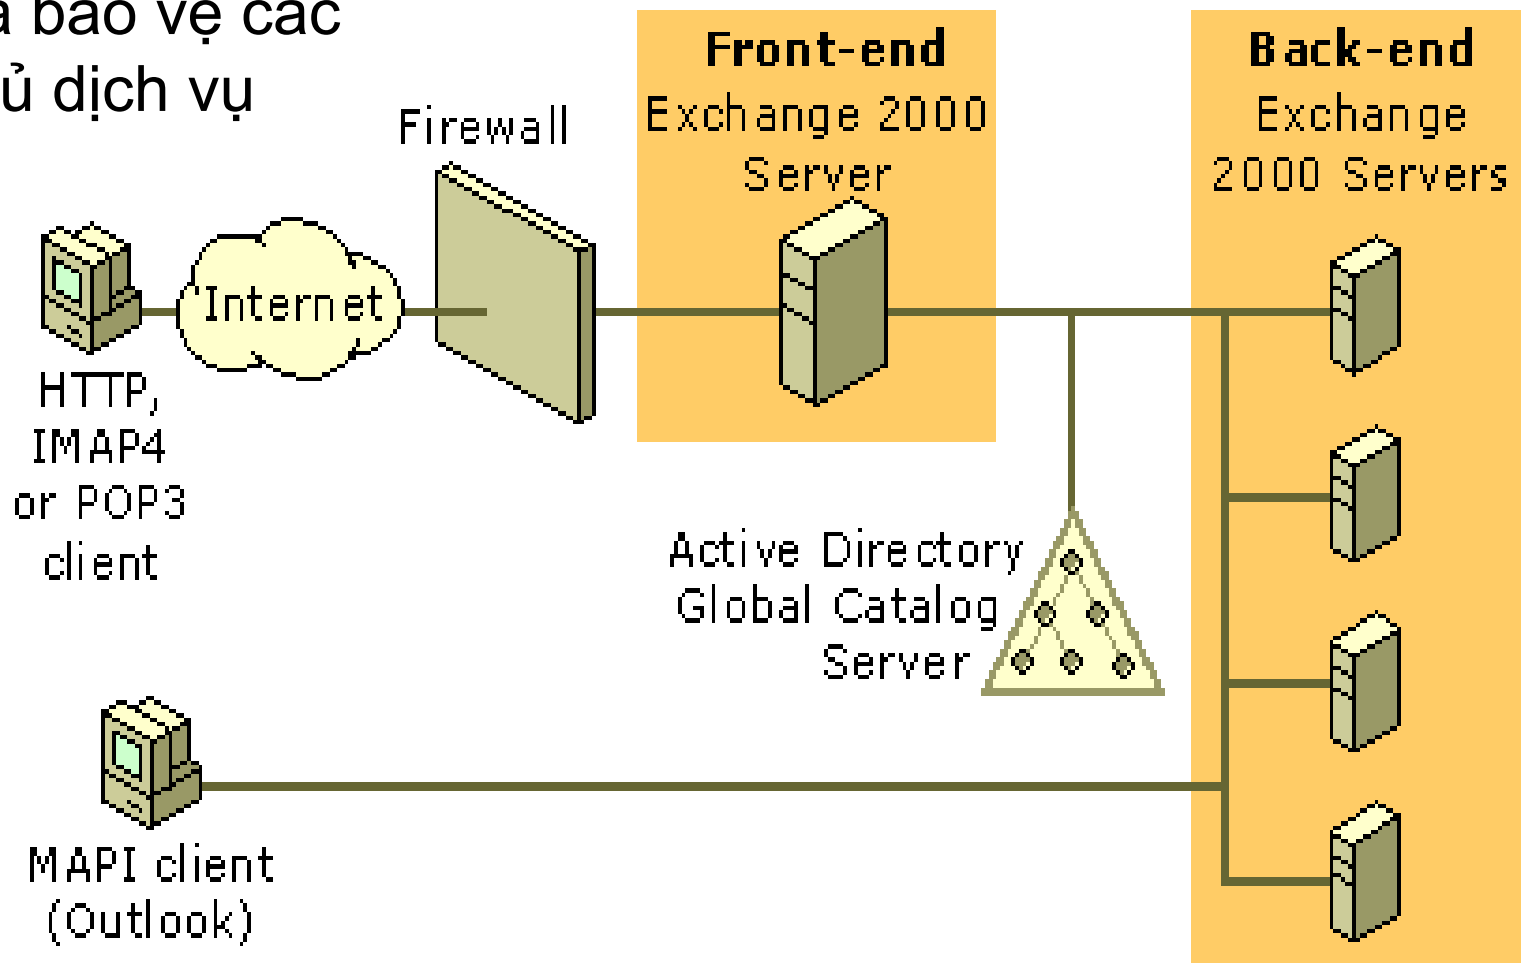 bảo vệ các
dịch vụ
Firewall
Front-end
Exchange 2000
Server
Back-end
Exchange
2000 Servers
Internet
HTTP,
IMAP4
or POP3
client
Active Directory
Global Catalog
Server
MAPI client
(Outlook)